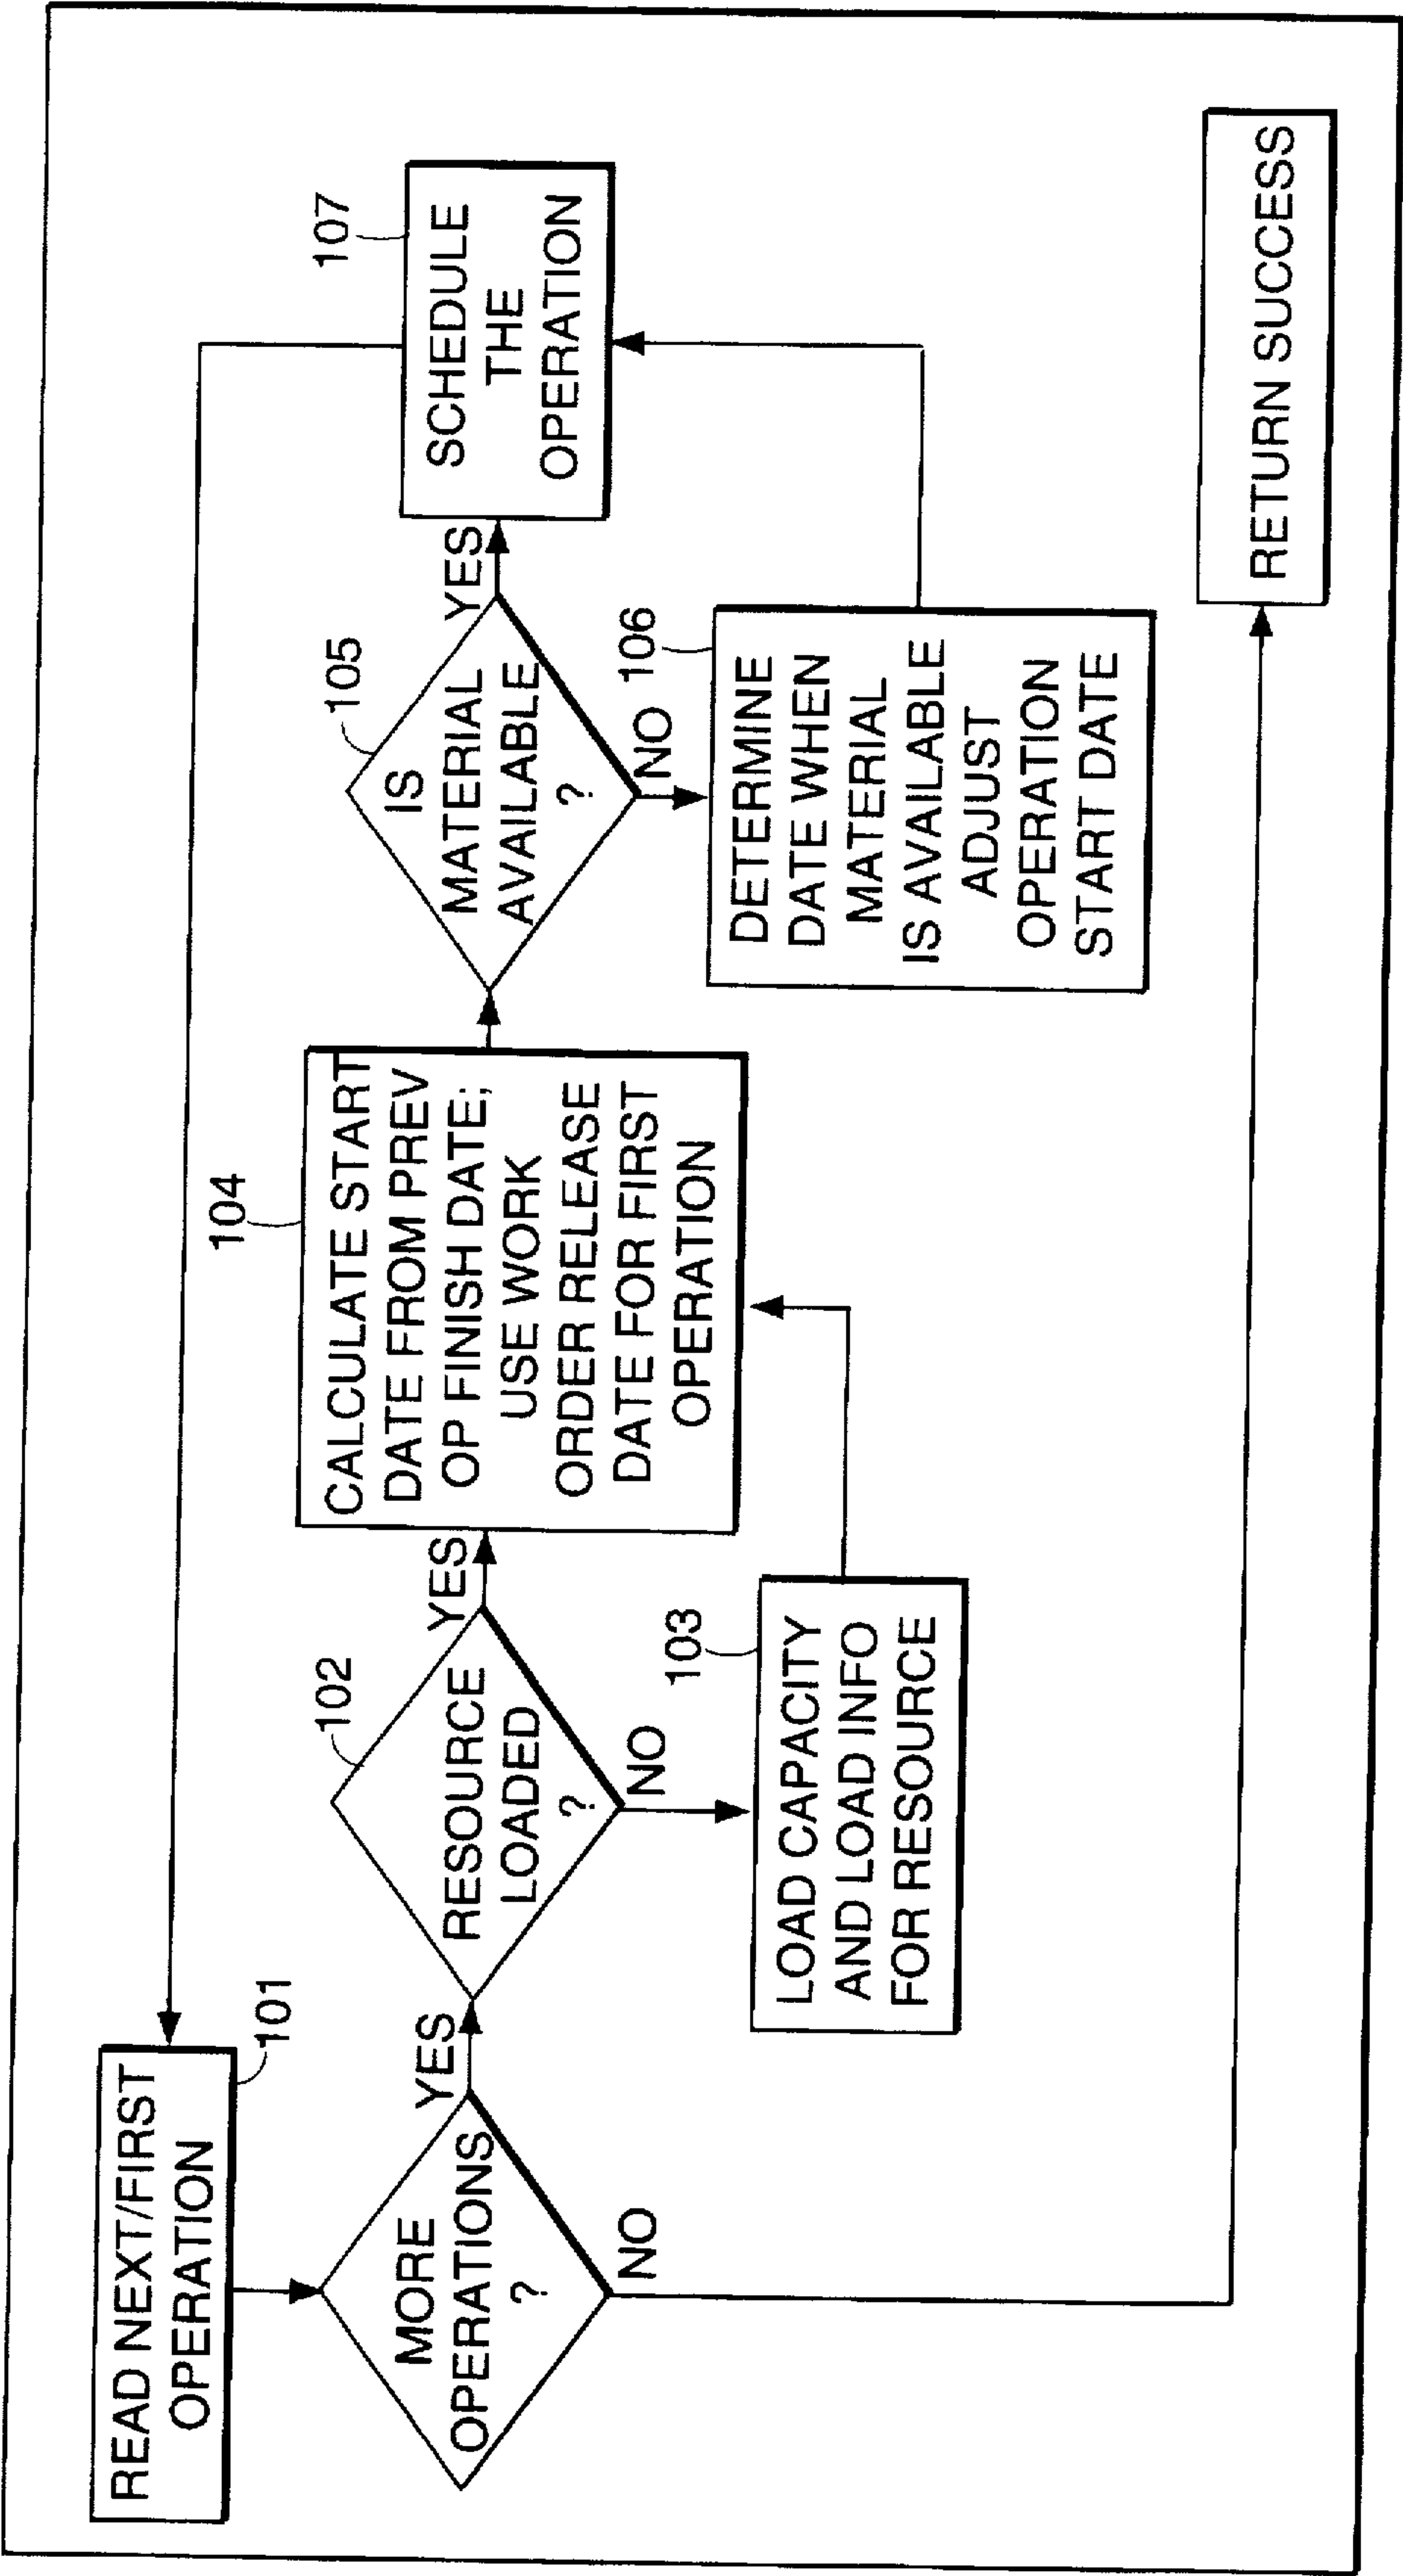 READ NEXT/FIRST
OPERATION
101
MORE
OPERATIONS
?
YES
NO
102
RESOURCE
LOADED
?
YES
NO
103
LOAD CAPACITY
AND LOAD INFO
FOR RESOURCE
104
CALCULATE START
DATE FROM PREV
OP FINISH DATE;
USE WORK
ORDER RELEASE
DATE FOR FIRST
OPERATION
105
IS
MATERIAL
AVAILABLE
?
YES
NO
106
DETERMINE
DATE WHEN
MATERIAL
IS AVAILABLE
ADJUST
OPERATION
START DATE
107
SCHEDULE
THE
OPERATION
RETURN SUCCESS